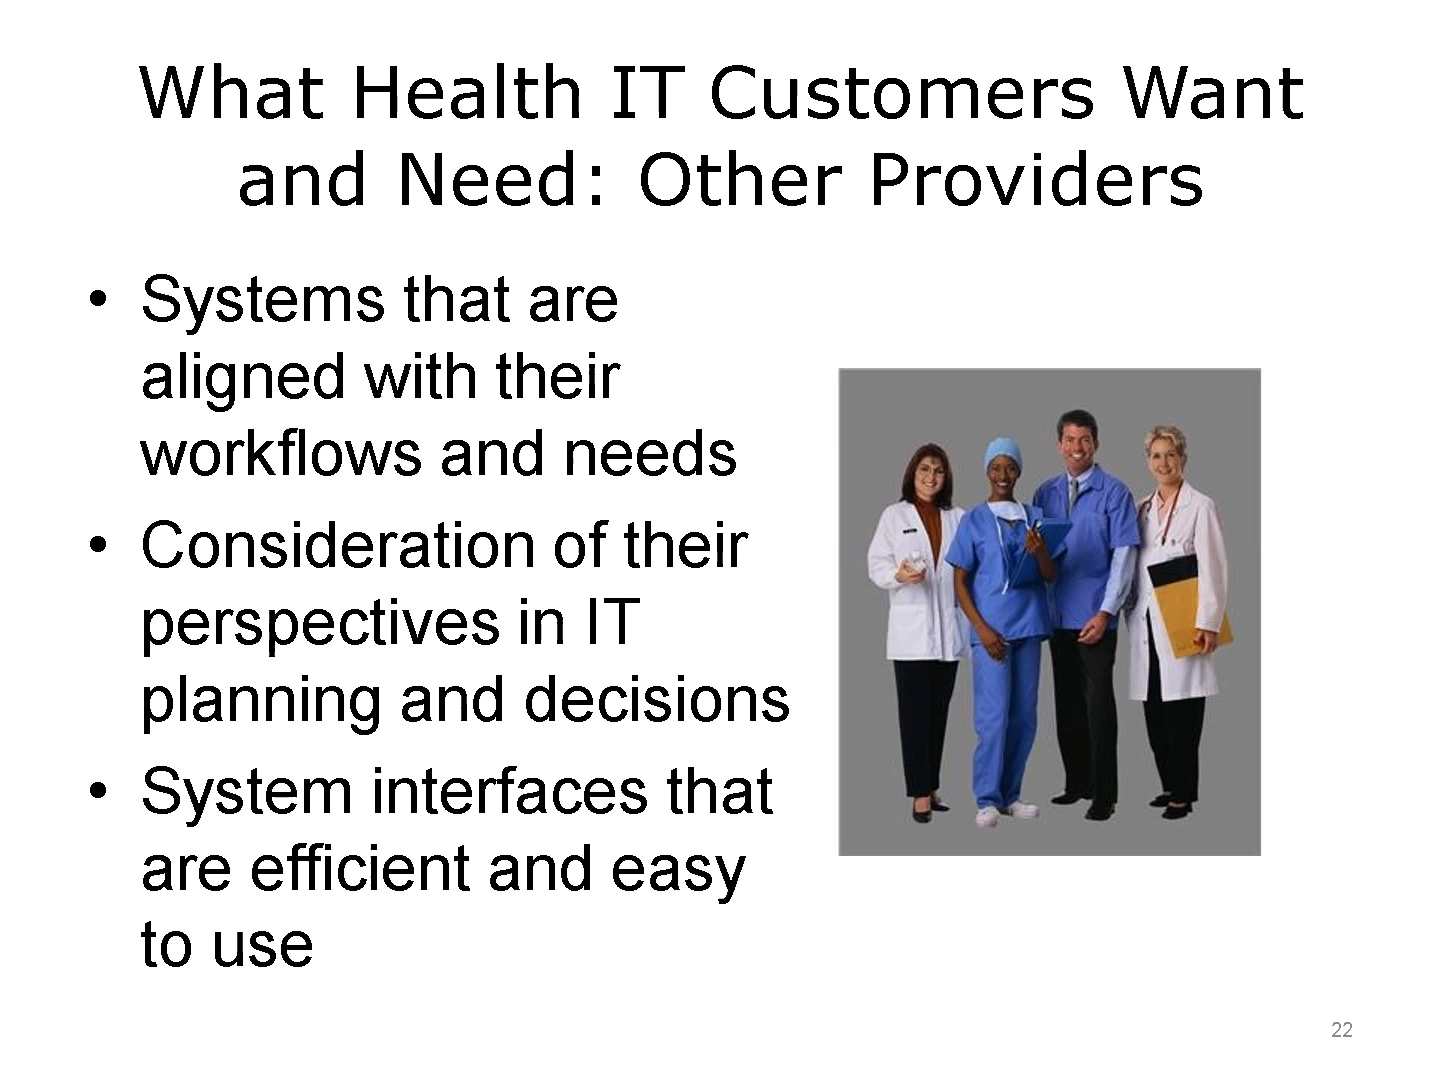 What Health IT Customers Want
and Need: Other Providers
• Systems that are
aligned with their
workflows and needs
• Consideration of their
perspectives in IT
planning and decisions
• System interfaces that
are efficient and easy
to use
22